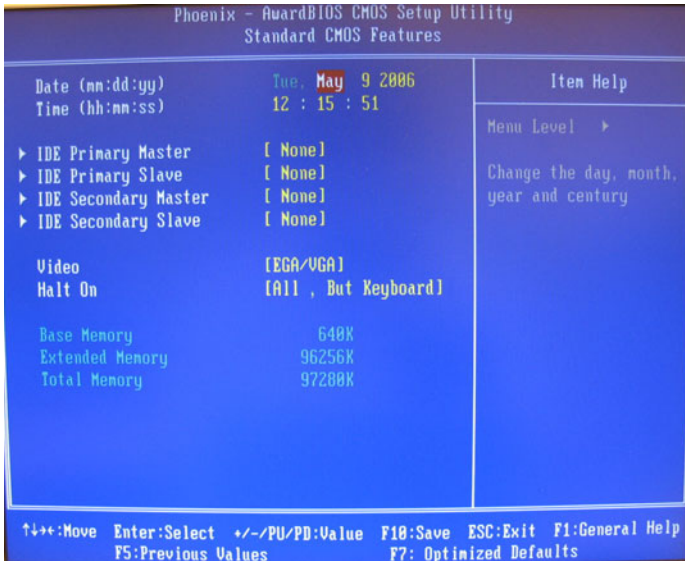 Phoenix - AwardBIOS CMOS Setup Utility
Standard CMOS Features
Date (mm:dd:yy) Tue, May 9 2006
Time (hh:mm:ss) 12 : 15 : 51
► IDE Primary Master [ None]
► IDE Primary Slave [ None]
► IDE Secondary Master [ None]
► IDE Secondary Slave [ None]
Video [EGA/VGA]
Halt On [All , But Keyboard]
Base Memory 640K
Extended Memory 96256K
Total Memory 97280K
Item Help
Menu Level ►
Change the day, month,
year and century
↑↓→←:Move Enter:Select +/-/PU/PD:Value F10:Save ESC:Exit F1:General Help
F5:Previous Values F7: Optimized Defaults